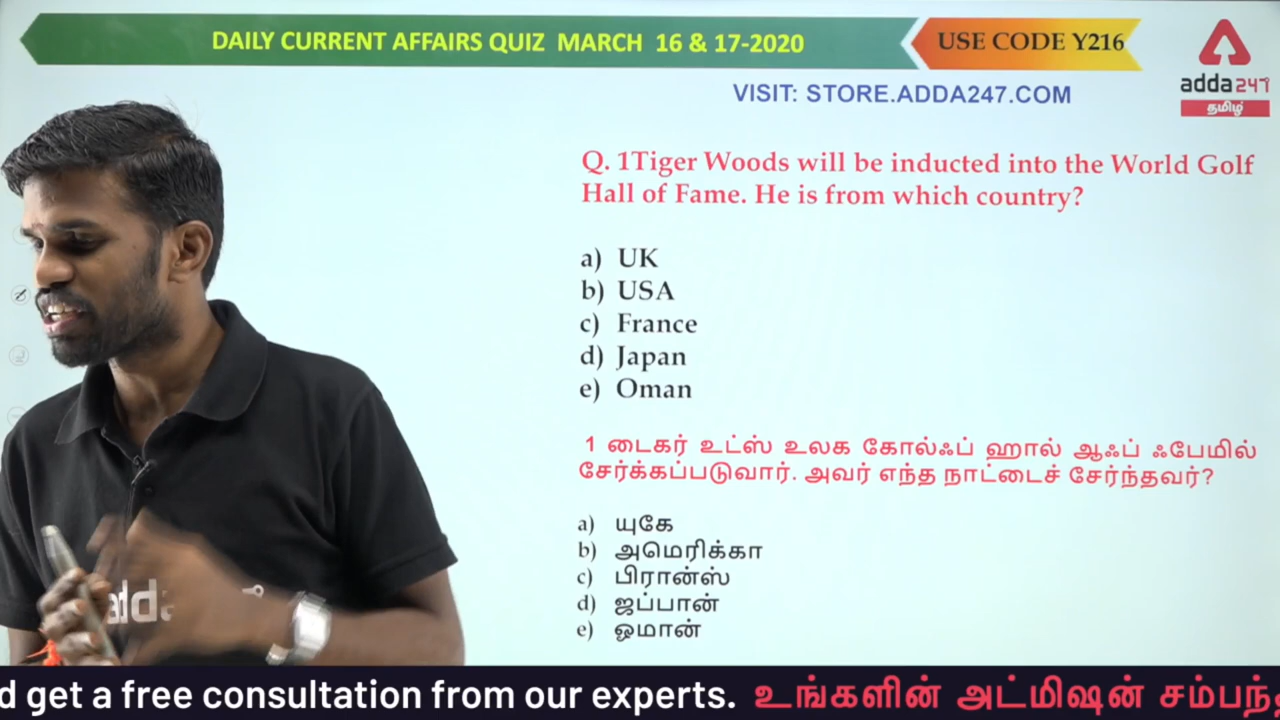 DAILY CURRENT AFFAIRS QUIZ MARCH 16 & 17-2020
USE CODE Y216
adda247
தமிழ்
VISIT: STORE.ADDA247.COM
Q. 1Tiger Woods will be inducted into the World Golf
Hall of Fame. He is from which country?
a) UK
b) USA
c) France
d) Japan
e) Oman
1 டைகர் உட்ஸ் உலக கோல்ஃப் ஹால் ஆஃப் ஃபேமில்
சேர்க்கப்படுவார். அவர் எந்த நாட்டைச் சேர்ந்தவர்?
a) யுகே
b) அமெரிக்கா
c) பிரான்ஸ்
d) ஜப்பான்
e) ஓமான்
d get a free consultation from our experts. உங்களின் அட்மிஷன்